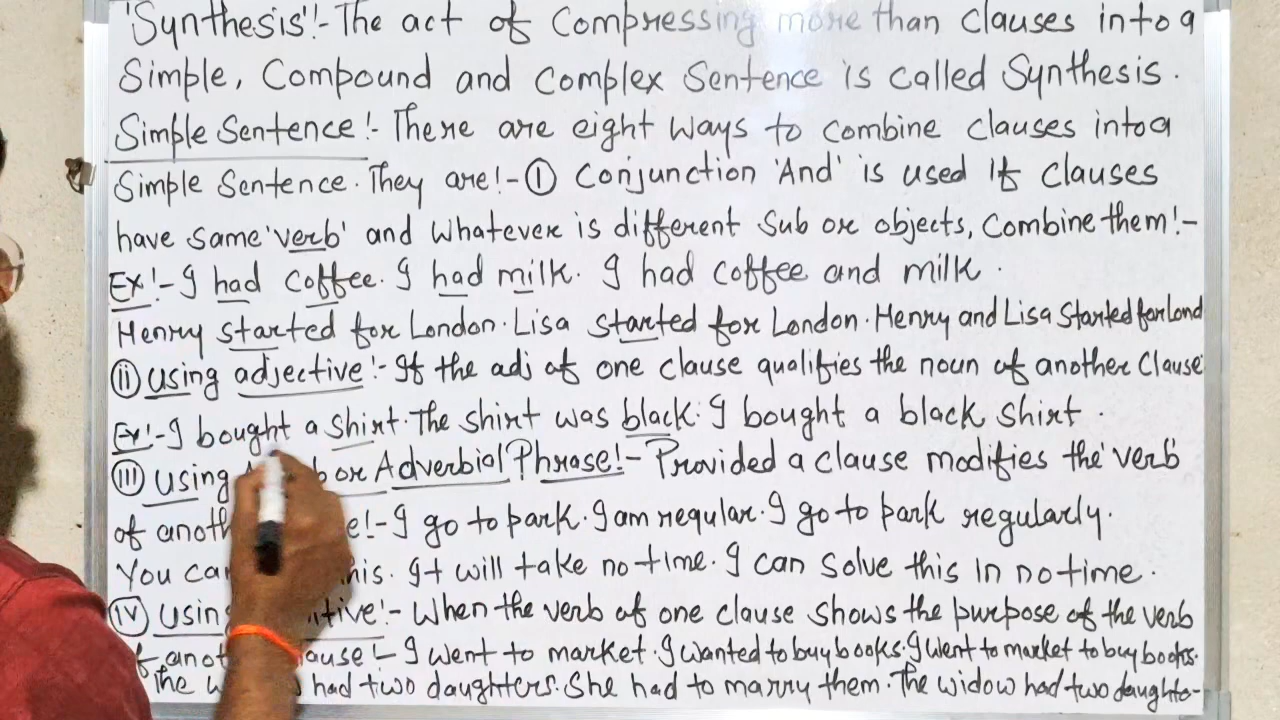 'Synthesis'!- The act of Compressing more than clauses into a
Simple, Compound and Complex Sentence is called Synthesis.
Simple Sentence!- There are eight ways to combine clauses into a
Simple Sentence. They are!- ① Conjunction 'And' is used If clauses
have same 'verb' and whatever is different Sub or objects, Combine them!-
Ex!- I had coffee. I had milk. I had coffee and milk.
Henry started for London. Lisa started for London. Henry and Lisa Started for Lond
(ii) using adjective!- If the adj of one clause qualifies the noun of another Clause
Ex!- I bought a shirt. The shirt was black. I bought a black shirt.
(iii) using or Adverbial Phrase!- Provided a clause modifies the 'verb'
of e!- I go to park. I am regular. I go to park regularly.
You It will take no time. I can solve this in no time.
(iv) !- When the verb of one clause shows the purpose of the verb
!- I went to market. I wanted to buy books. I went to market to buy books.
The had two daughters. She had to marry them. The widow had two daughte-